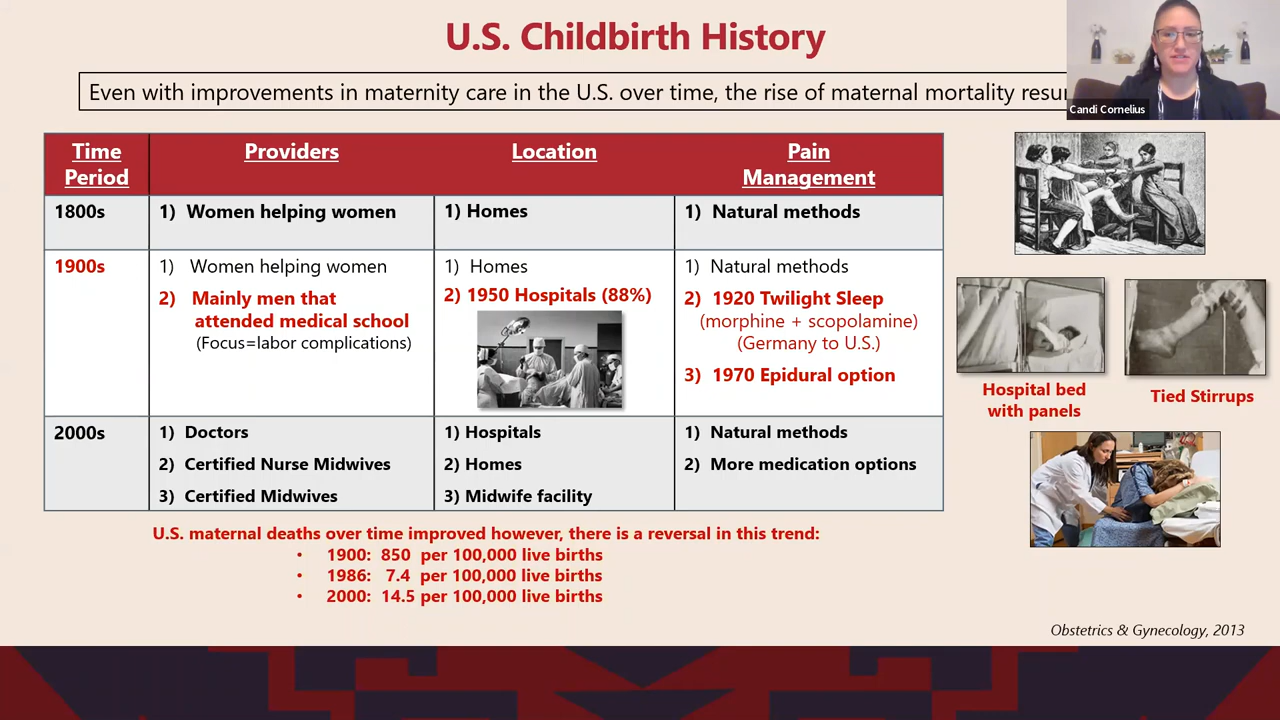 U.S. Childbirth History
Even with improvements in maternity care in the U.S. over time, the rise of maternal mortality
Candi Cornelius
Time Period
Providers
Location
Pain Management
1800s
1) Women helping women
1) Homes
1) Natural methods
1900s
1) Women helping women
2) Mainly men that
attended medical school
(Focus=labor complications)
1) Homes
2) 1950 Hospitals (88%)
1) Natural methods
2) 1920 Twilight Sleep
(morphine + scopolamine)
(Germany to U.S.)
3) 1970 Epidural option
2000s
1) Doctors
2) Certified Nurse Midwives
3) Certified Midwives
1) Hospitals
2) Homes
3) Midwife facility
1) Natural methods
2) More medication options
Hospital bed
with panels
Tied Stirrups
U.S. maternal deaths over time improved however, there is a reversal in this trend:
• 1900: 850 per 100,000 live births
• 1986: 7.4 per 100,000 live births
• 2000: 14.5 per 100,000 live births
Obstetrics & Gynecology, 2013